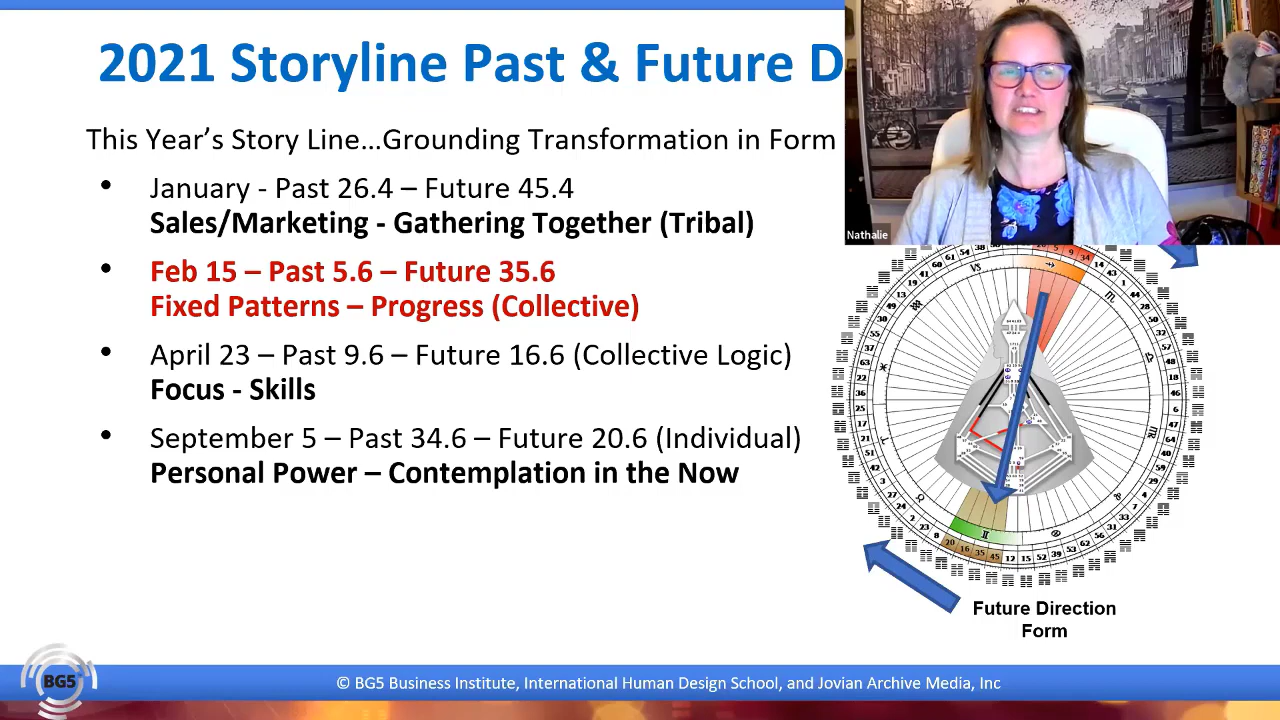 2021 Storyline Past & Future D
This Year's Story Line...Grounding Transformation in Form
• January - Past 26.4 – Future 45.4
Sales/Marketing - Gathering Together (Tribal)
• Feb 15 – Past 5.6 – Future 35.6
Fixed Patterns – Progress (Collective)
• April 23 – Past 9.6 – Future 16.6 (Collective Logic)
Focus - Skills
• September 5 – Past 34.6 – Future 20.6 (Individual)
Personal Power – Contemplation in the Now
Nathalie
Future Direction
Form
BG5
© BG5 Business Institute, International Human Design School, and Jovian Archive Media, Inc